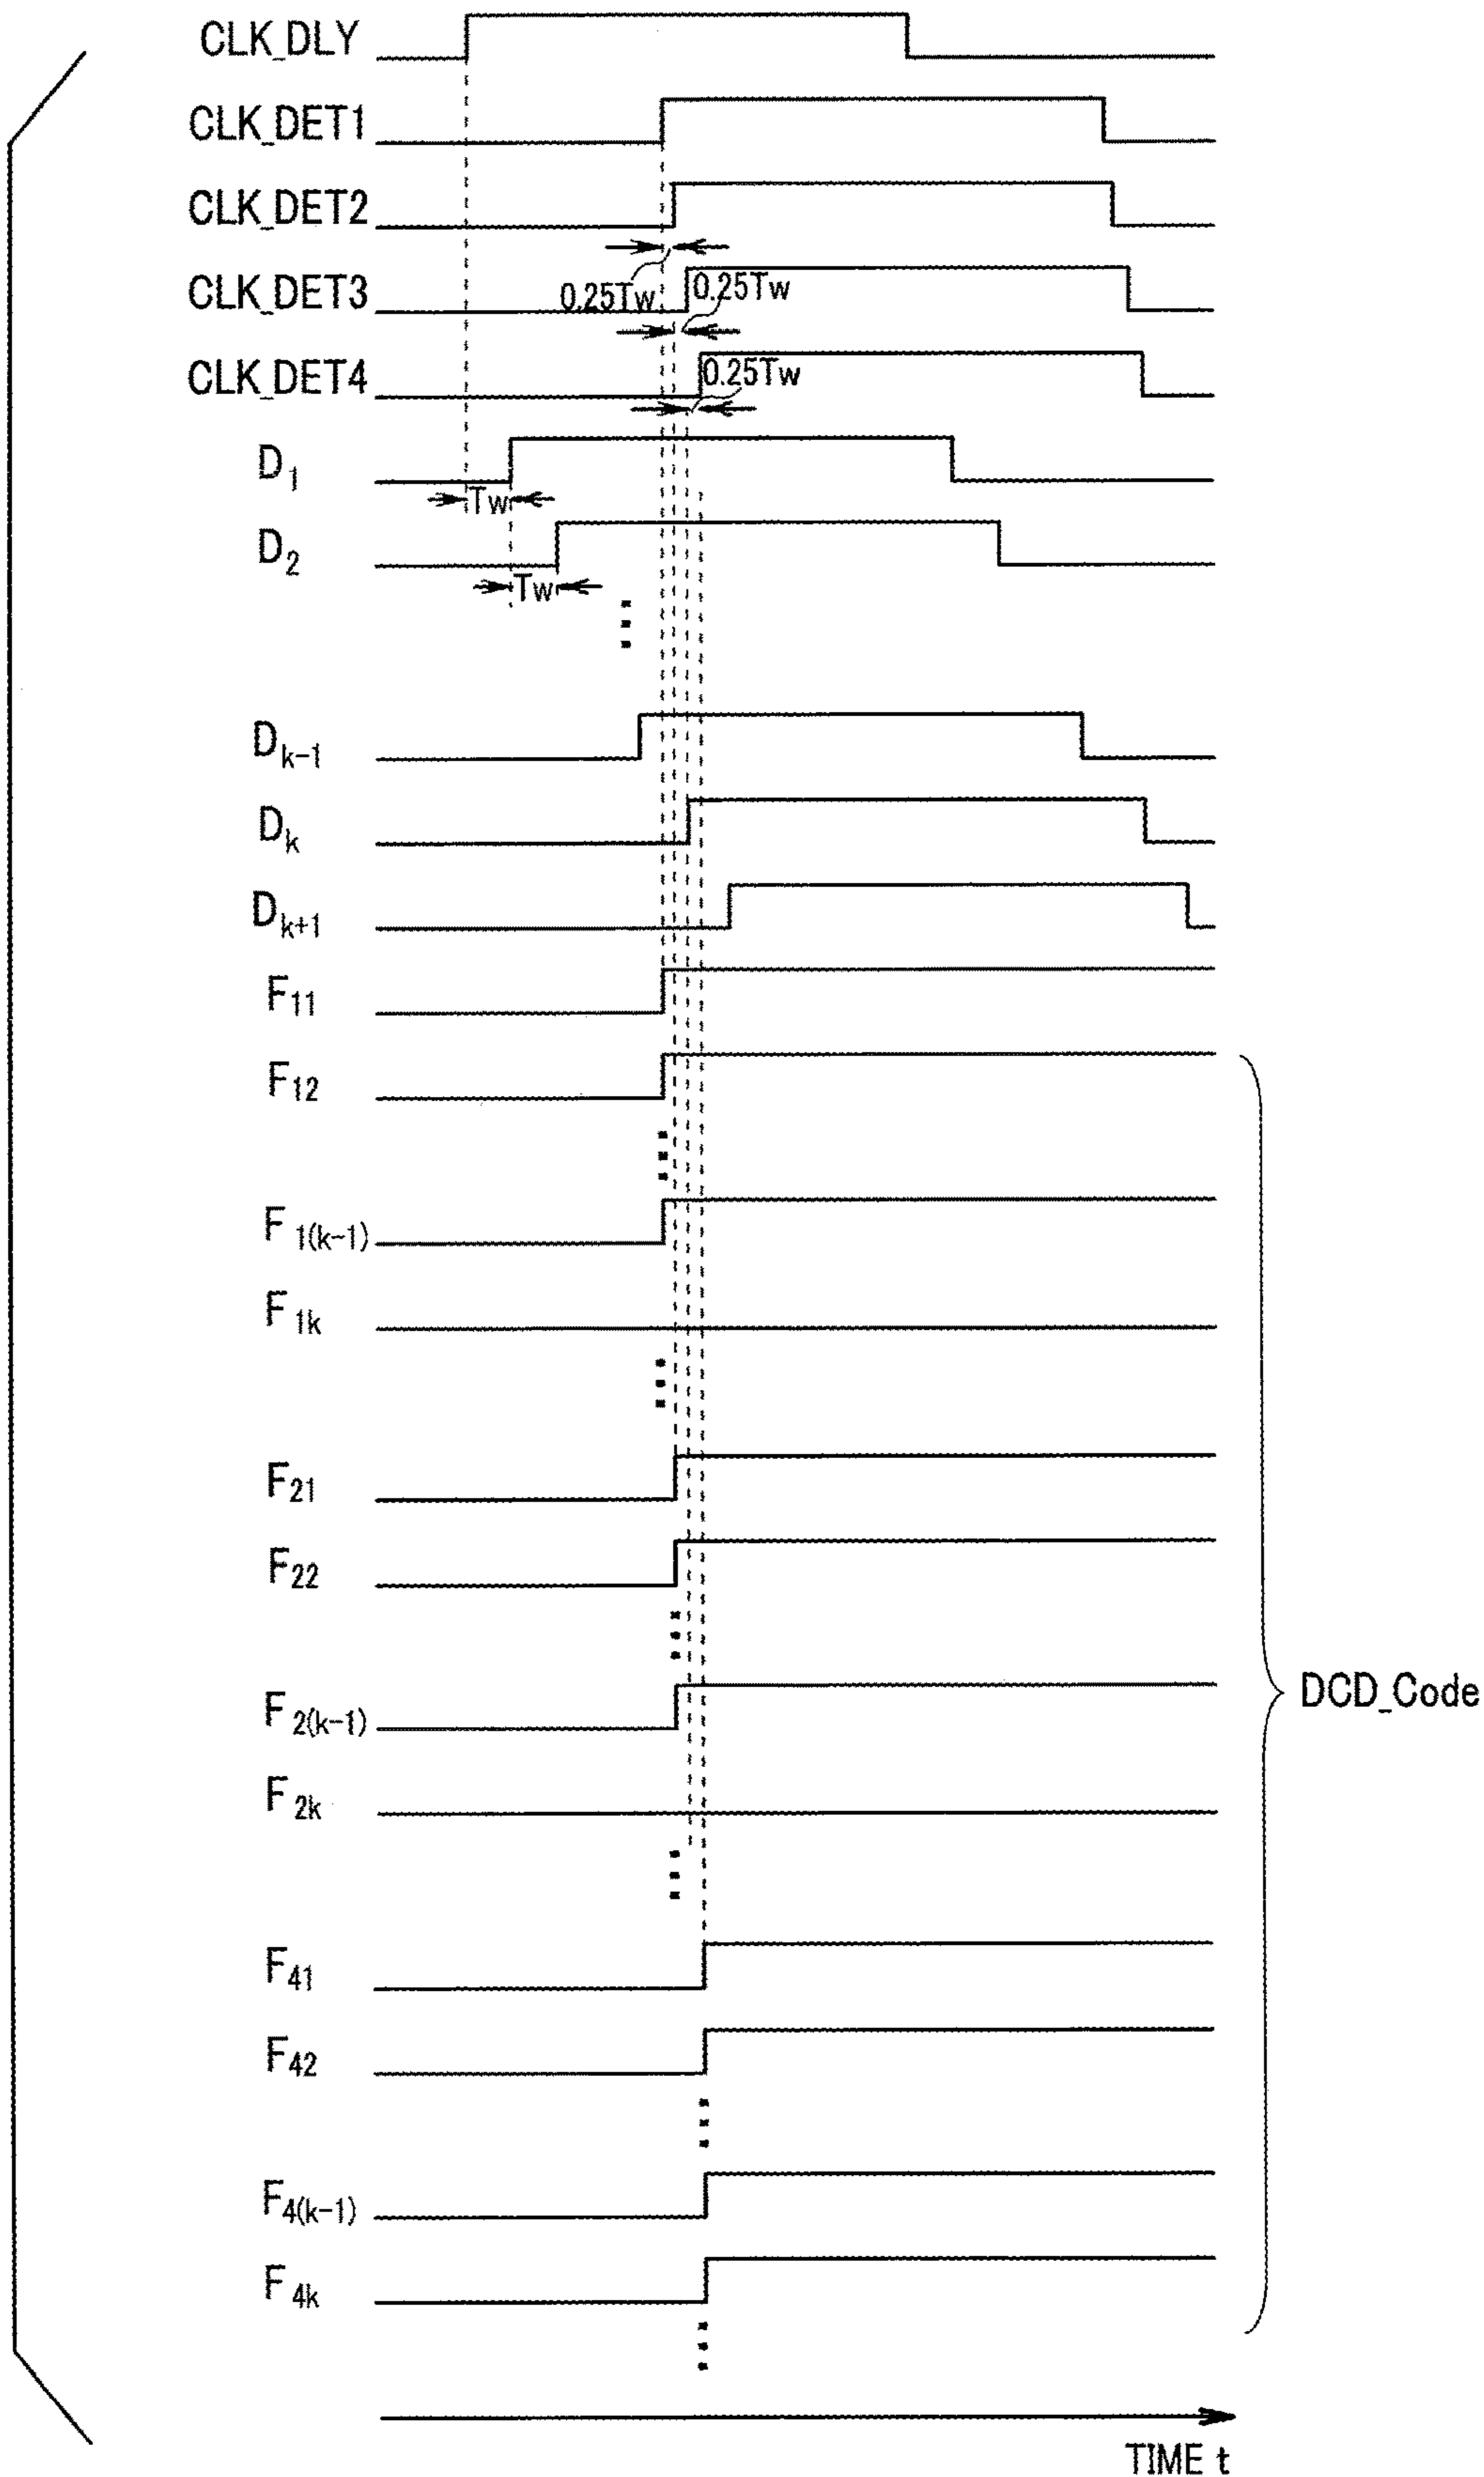 CLK_DLY
CLK_DET1
CLK_DET2
0.25Tw
CLK_DET3
0.25Tw
CLK_DET4
0.25Tw
D1
Tw
D2
Tw
Dk-1
Dk
Dk+1
F11
F12
F1(k-1)
F1k
F21
F22
F2(k-1)
DCD_Code
F2k
F41
F42
F4(k-1)
F4k
TIME t